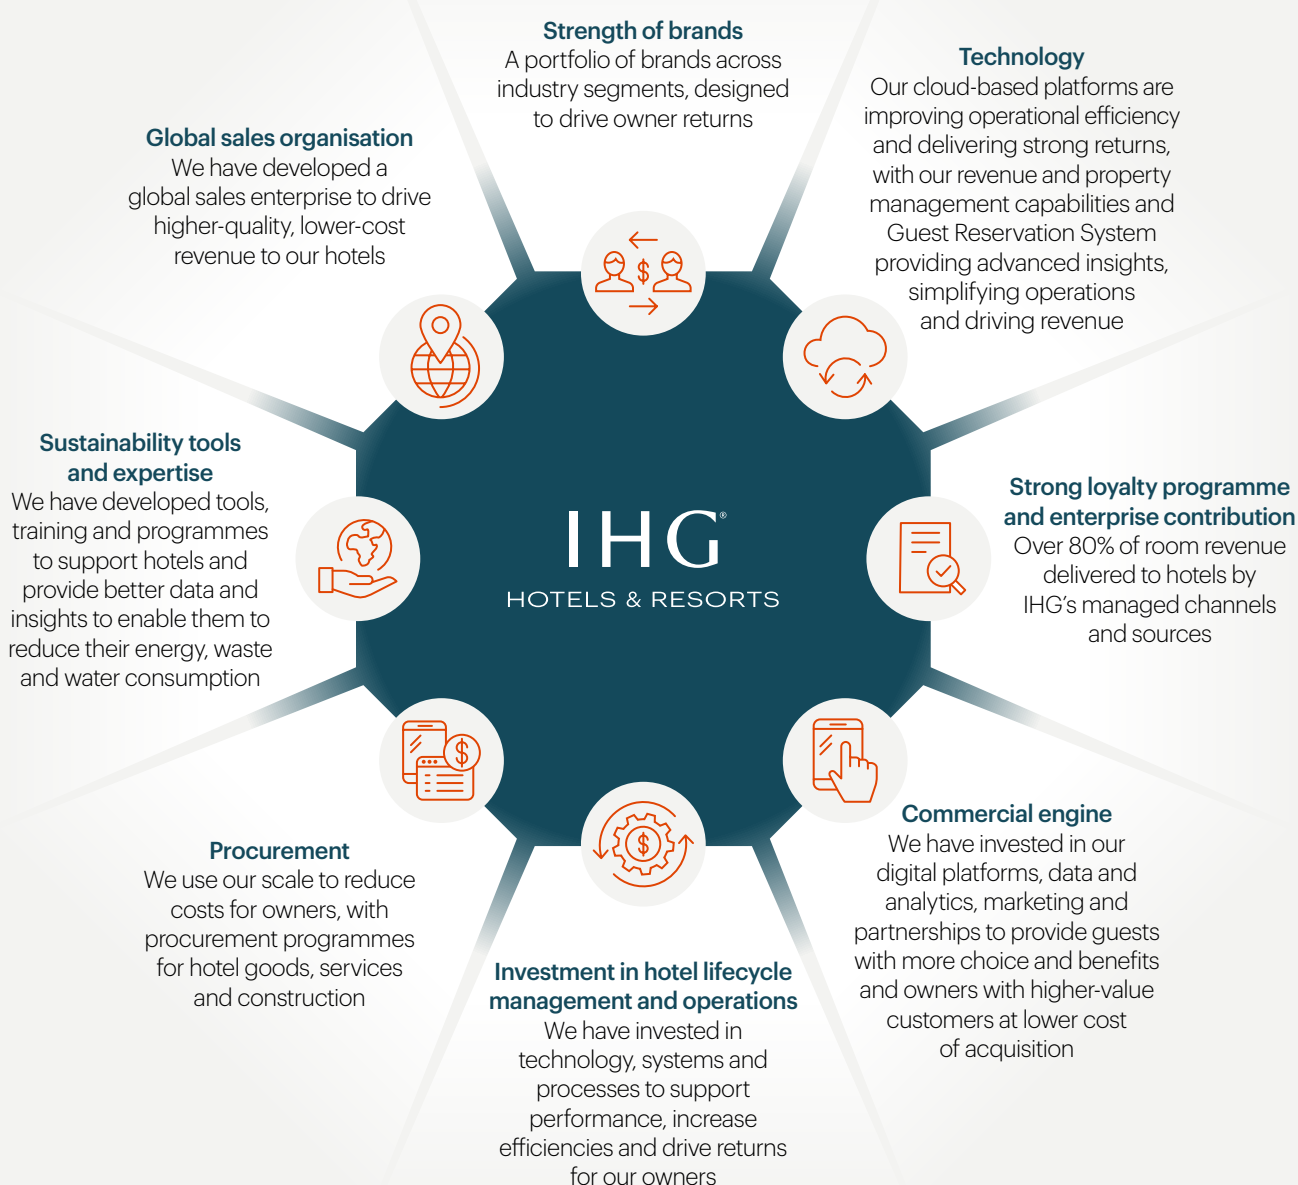 Strength of brands
A portfolio of brands across
industry segments, designed
to drive owner returns
Technology
Our cloud-based platforms are
improving operational efficiency
and delivering strong returns,
with our revenue and property
management capabilities and
Guest Reservation System
providing advanced insights,
simplifying operations
and driving revenue
Strong loyalty programme
and enterprise contribution
Over 80% of room revenue
delivered to hotels by
IHG’s managed channels
and sources
Commercial engine
We have invested in our
digital platforms, data and
analytics, marketing and
partnerships to provide guests
with more choice and benefits
and owners with higher-value
customers at lower cost
of acquisition
Investment in hotel lifecycle
management and operations
We have invested in
technology, systems and
processes to support
performance, increase
efficiencies and drive returns
for our owners
Procurement
We use our scale to reduce
costs for owners, with
procurement programmes
for hotel goods, services
and construction
Sustainability tools
and expertise
We have developed tools,
training and programmes
to support hotels and
provide better data and
insights to enable them to
reduce their energy, waste
and water consumption
Global sales organisation
We have developed a
global sales enterprise to drive
higher-quality, lower-cost
revenue to our hotels
IHG®
HOTELS & RESORTS
$
$
$